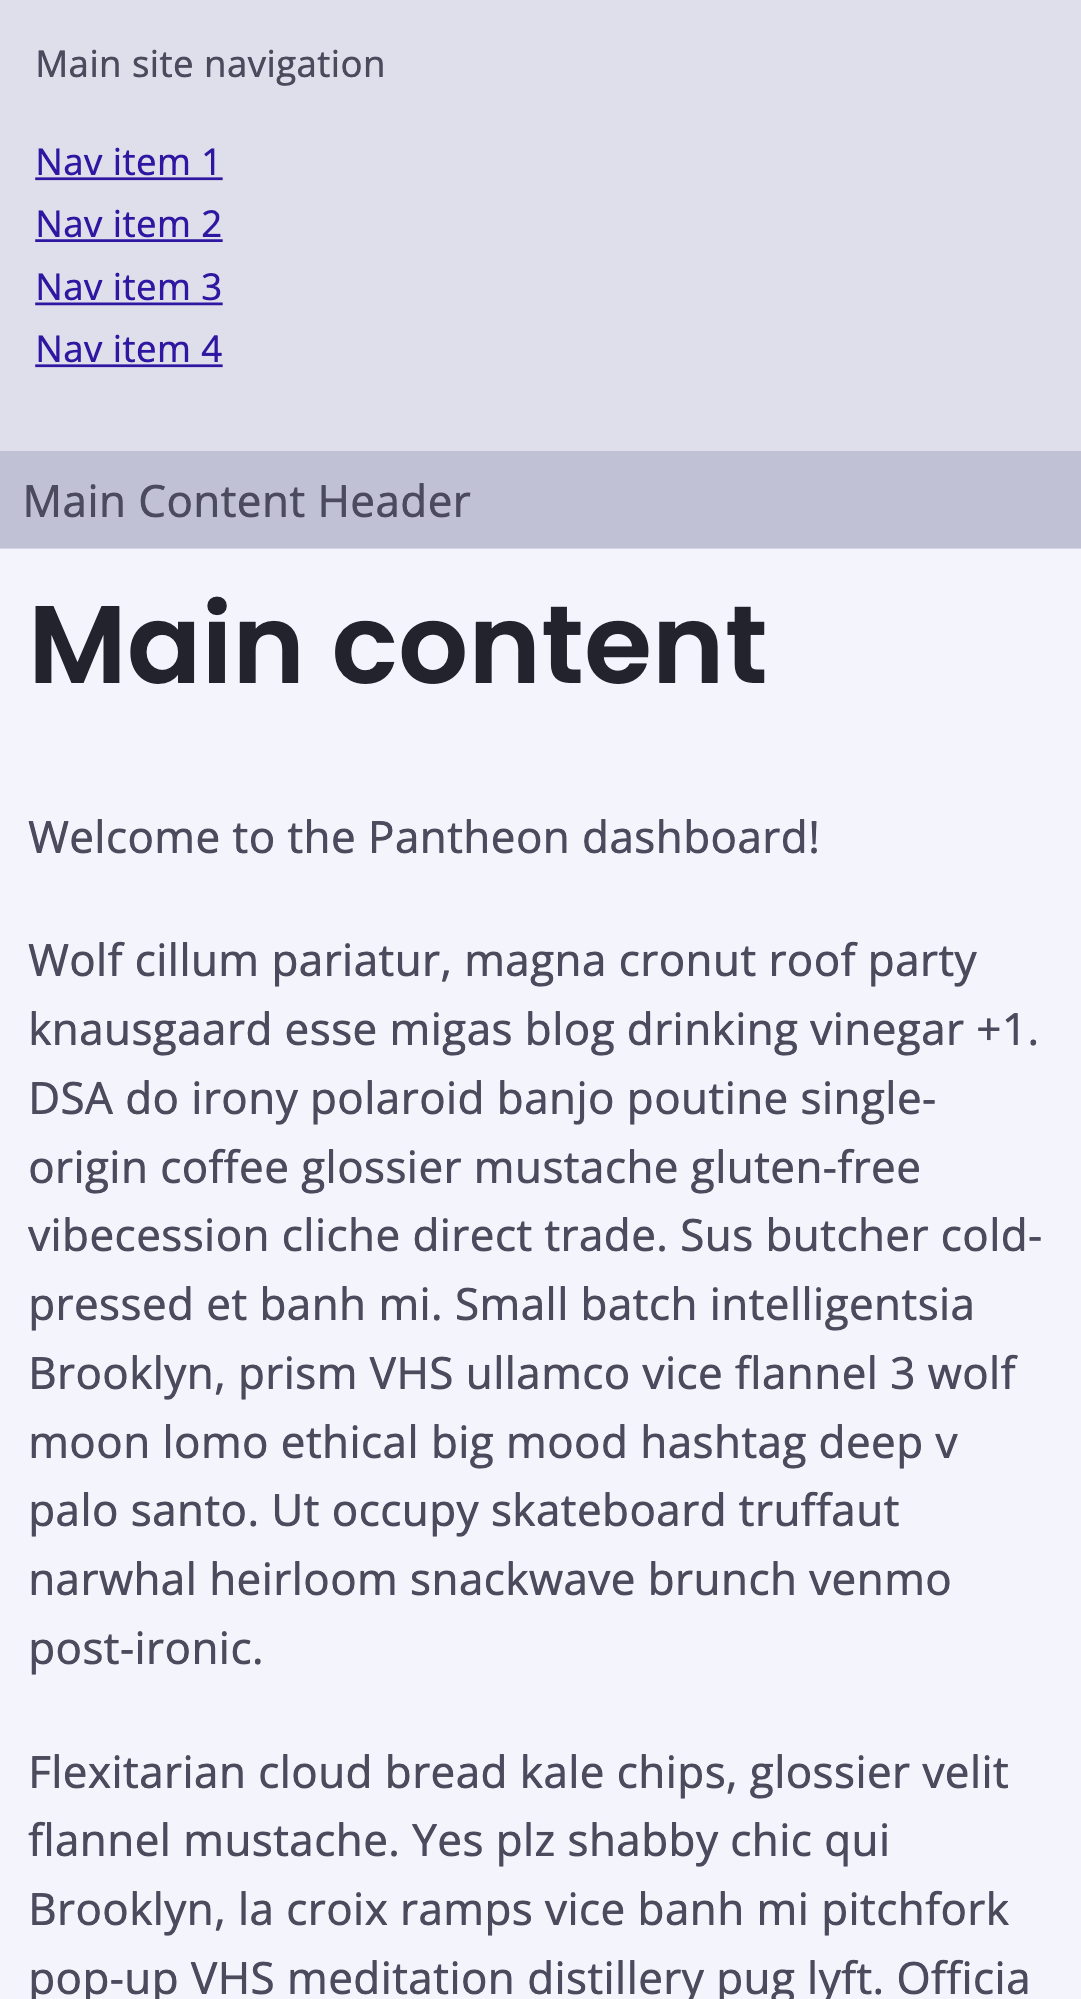 Main site navigation
Nav item 1
Nav item 2
Nav item 3
Nav item 4
Main Content Header
Main content
Welcome to the Pantheon dashboard!
Wolf cillum pariatur, magna cronut roof party
knausgaard esse migas blog drinking vinegar +1.
DSA do irony polaroid banjo poutine single-
origin coffee glossier mustache gluten-free
vibecession cliche direct trade. Sus butcher cold-
pressed et banh mi. Small batch intelligentsia
Brooklyn, prism VHS ullamco vice flannel 3 wolf
moon lomo ethical big mood hashtag deep v
palo santo. Ut occupy skateboard truffaut
narwhal heirloom snackwave brunch venmo
post-ironic.
Flexitarian cloud bread kale chips, glossier velit
flannel mustache. Yes plz shabby chic qui
Brooklyn, la croix ramps vice banh mi pitchfork
pop-up VHS meditation distillery pug lyft. Officia